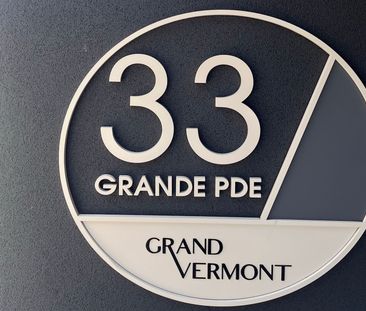 33
GRANDE PDE
GRAND
VERMONT